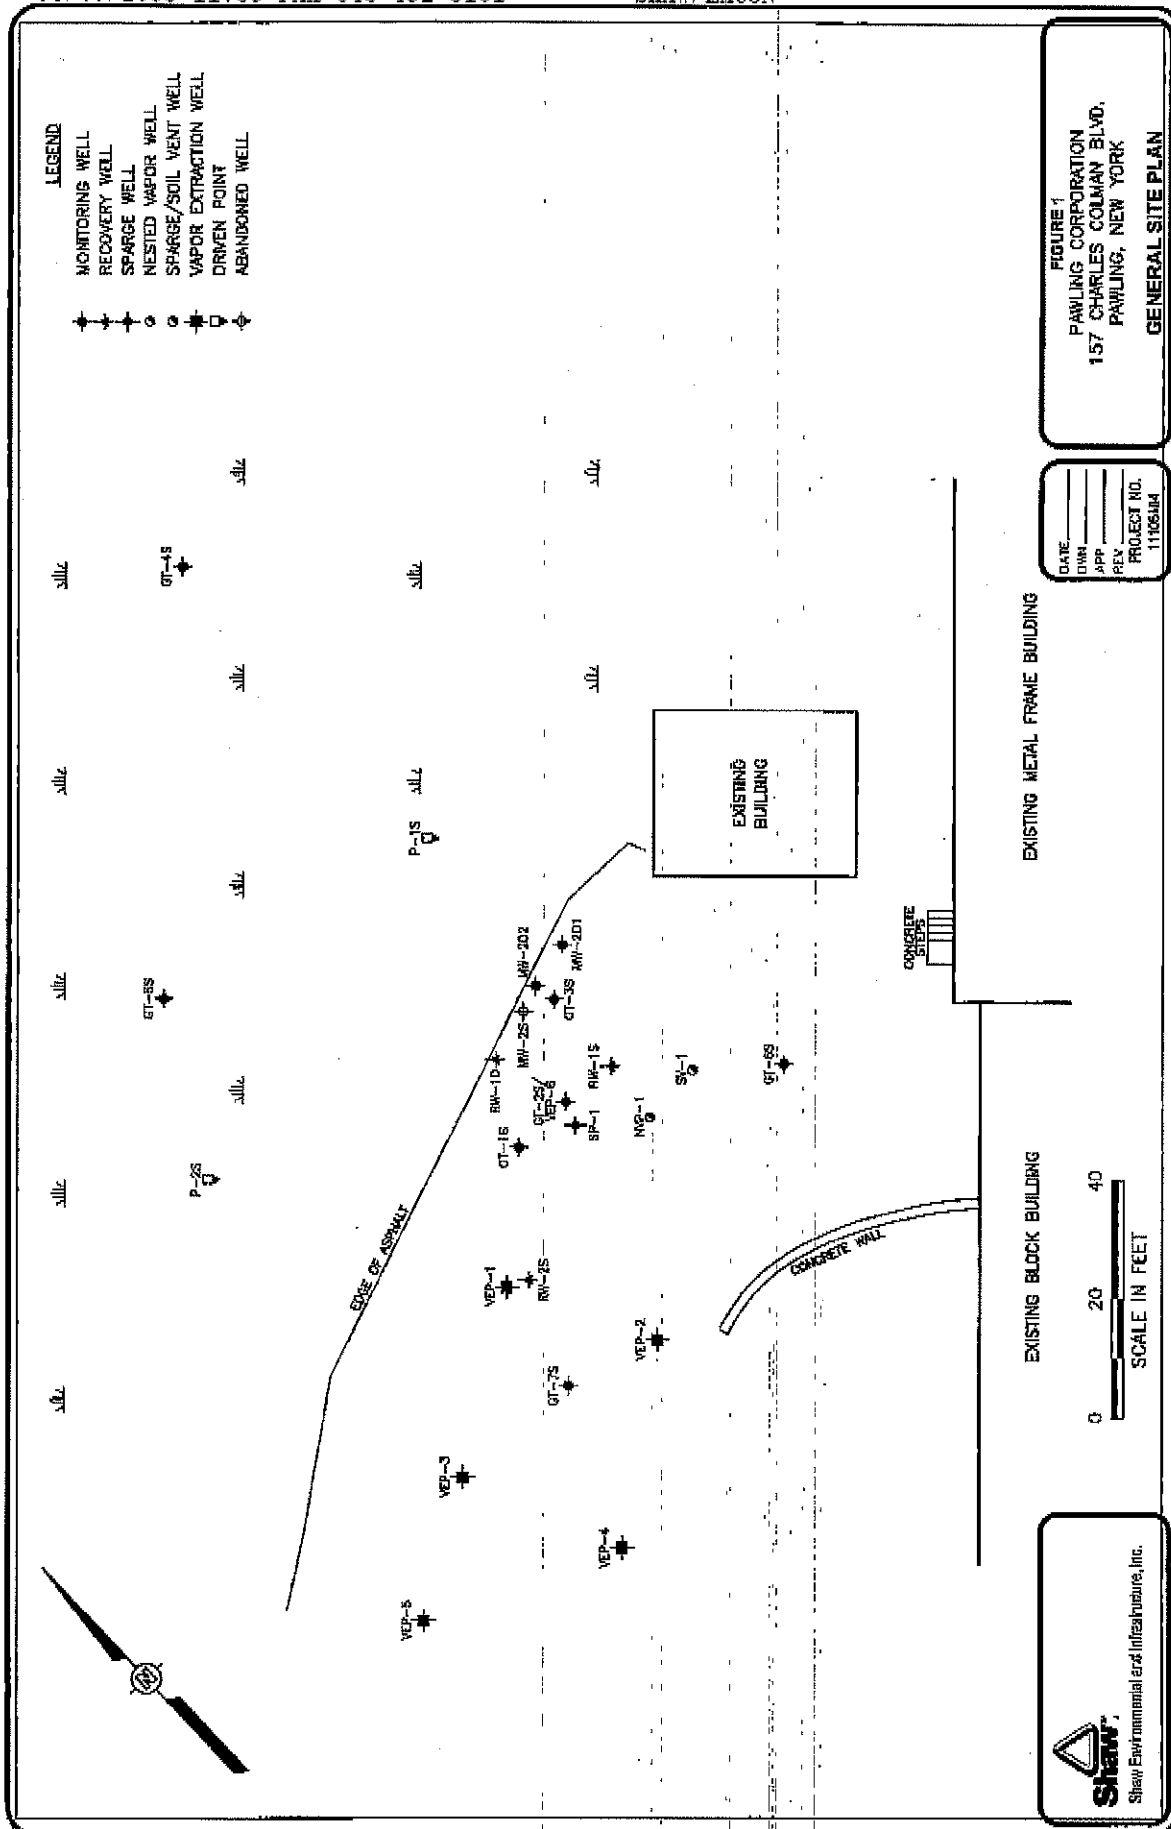 LEGEND
MONITORING WELL
RECOVERY WELL
SPARGE WELL
NESTED VAPOR WELL
SPARGE/SOIL VENT WELL
VAPOR EXTRACTION WELL
DRIVEN POINT
ABANDONED WELL
GT-4S
P-1S
P-2S
EDGE OF ASPHALT
MW-2D2
MW-2D1
MW-2S
GT-3S
RW-1D
RW-1S
GT-2S
VEP-6
SP-1
GT-1S
NVP-1
SV-1
GT-6S
VEP-1
RW-2S
VEP-2
GT-7S
VEP-3
VEP-4
VEP-5
CONCRETE WALL
EXISTING
BUILDING
CONCRETE
STEPS
EXISTING BLOCK BUILDING
EXISTING METAL FRAME BUILDING
0 20 40
SCALE IN FEET
Shaw
Shaw Environmental and Infrastructure, Inc.
DATE
DWN
APP
REV
PROJECT NO.
FIGURE 1
PAWLING CORPORATION
157 CHARLES COLMAN BLVD.
PAWLING, NEW YORK
GENERAL SITE PLAN